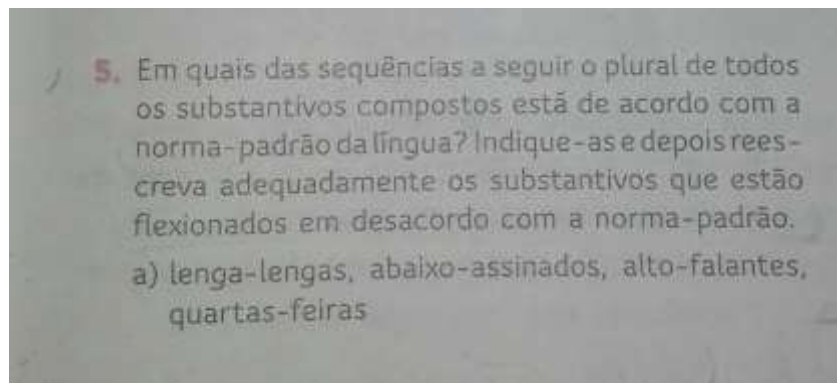 5. Em quais das sequências a seguir o plural de todos
os substantivos compostos está de acordo com a
norma-padrão da língua? Indique-as e depois rees-
creva adequadamente os substantivos que estão
flexionados em desacordo com a norma-padrão.
a) lenga-lengas, abaixo-assinados, alto-falantes,
quartas-feiras